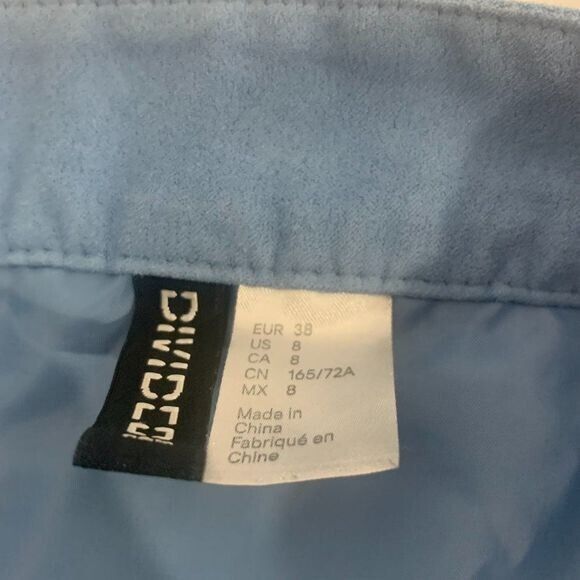 DIVIDED
EUR 38
US 8
CA 8
CN 165/72A
MX 8
Made in
China
Fabriqué en
Chine